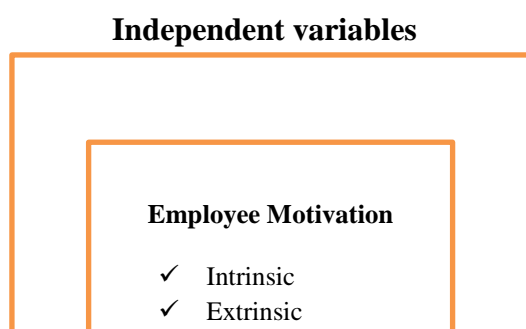 Independent variables
Employee Motivation
✓ Intrinsic
✓ Extrinsic